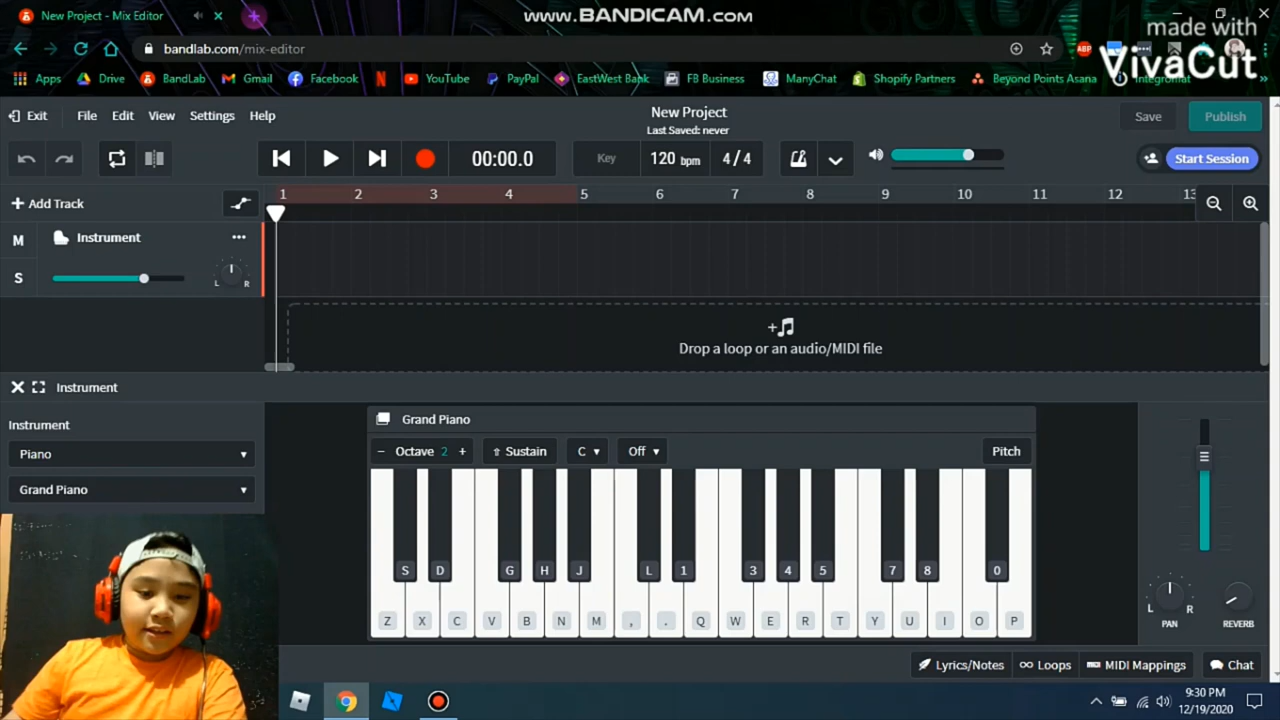 New Project - Mix Editor
www.BANDICAM.com
made with
VivaCut
bandlab.com/mix-editor
ABP
Apps Drive BandLab Gmail Facebook YouTube PayPal EastWest Bank FB Business ManyChat Shopify Partners Beyond Points Asana Integromat »
Exit File Edit View Settings Help
New Project
Last Saved: never
Save Publish
00:00.0 Key 120 bpm 4 / 4
Start Session
+ Add Track
1 2 3 4 5 6 7 8 9 10 11 12 13
M Instrument •••
S L R
Drop a loop or an audio/MIDI file
Instrument
Instrument
Piano
Grand Piano
Grand Piano
− Octave 2 + ⇧ Sustain C Off Pitch
S D G H J L 1 3 4 5 7 8 0
Z X C V B N M , . Q W E R T Y U I O P
L R
PAN REVERB
Lyrics/Notes Loops MIDI Mappings Chat
9:30 PM
12/19/2020